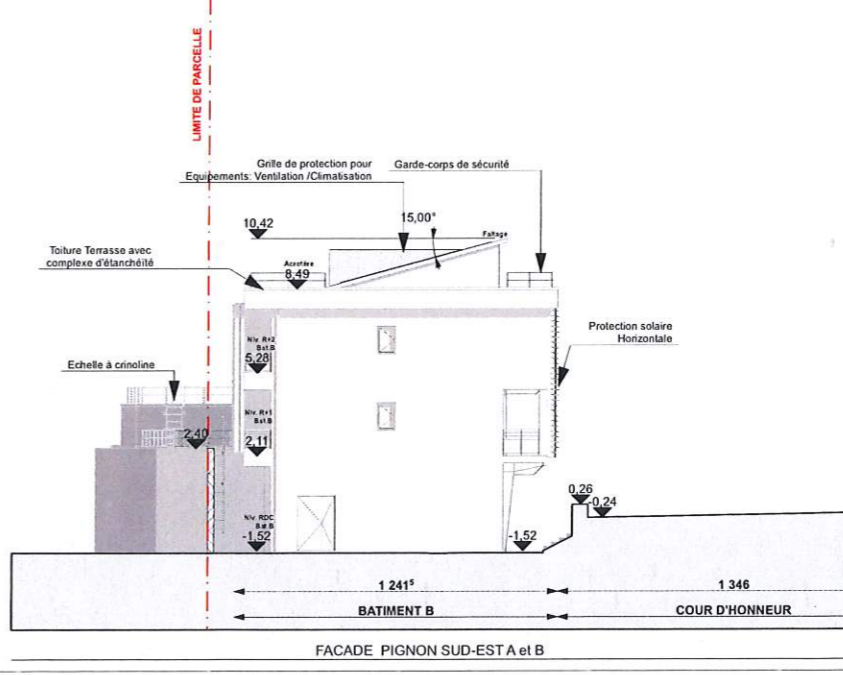 LIMITE DE PARCELLE
Grille de protection pour
Equipements: Ventilation /Climatisation
Garde-corps de sécurité
10,42
15,00°
Faîtage
Toiture Terrasse avec
complexe d'étanchéïté
Acrotère
8,49
Protection solaire
Horizontale
Niv. R+2
Bat.B
5,28
Echelle à crinoline
Niv. R+1
Bat.B
2,40
2,11
0,26
-0,24
Niv. RDC
Bat.B
-1,52
-1,52
1 241⁵
1 346
BATIMENT B
COUR D'HONNEUR
FACADE PIGNON SUD-EST A et B